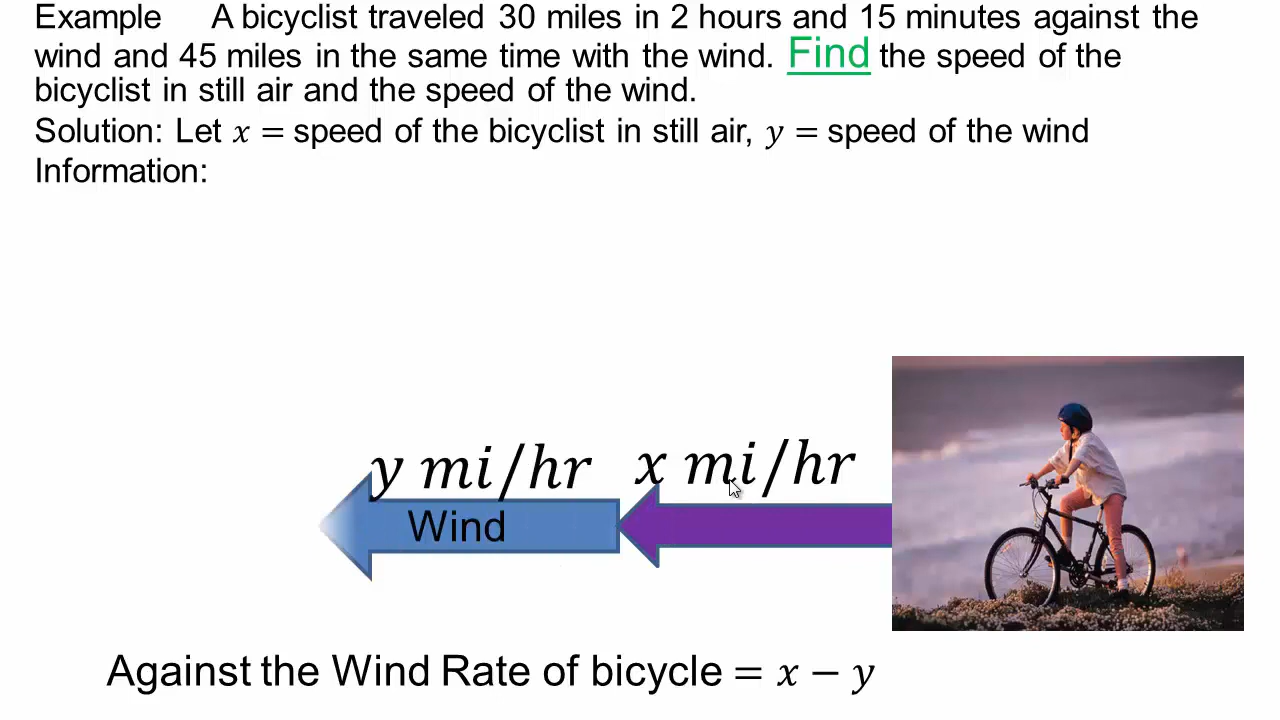 Example A bicyclist traveled 30 miles in 2 hours and 15 minutes against the
wind and 45 miles in the same time with the wind. Find the speed of the
bicyclist in still air and the speed of the wind.
Solution: Let x = speed of the bicyclist in still air, y = speed of the wind
Information:
y mi/hr x mi/hr
Wind
Against the Wind Rate of bicycle = x − y